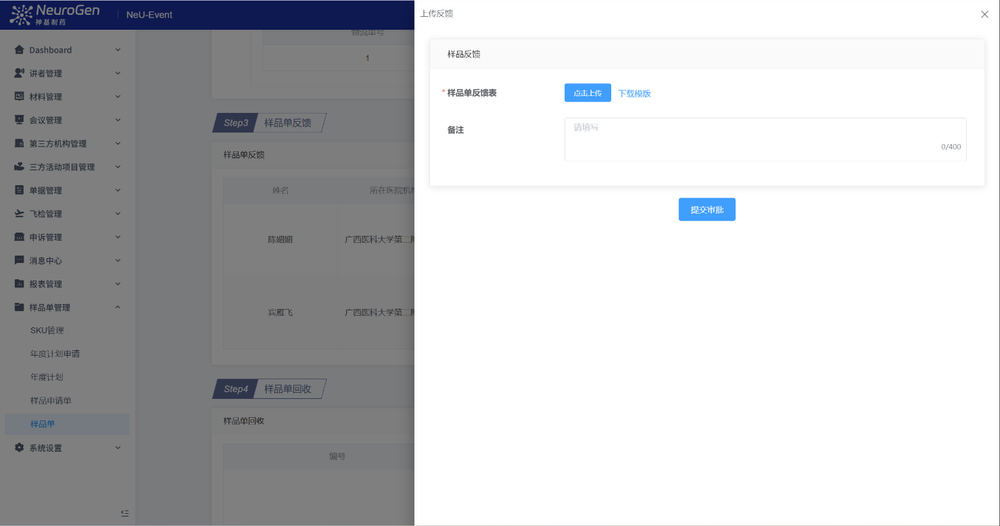 NeuroGen
神基制药
NeU-Event
Dashboard
讲者管理
材料管理
会议管理
第三方机构管理
三方活动项目管理
单据管理
飞检管理
申诉管理
消息中心
报表管理
样品单管理
SKU管理
年度计划申请
年度计划
样品申请单
样品单
系统设置
物流单号
1
Step3 样品单反馈
样品单反馈
姓名 所在医院机
陈媚媚 广西医科大学第二
宾雁飞 广西医科大学第二
Step4 样品单回收
样品单回收
编号
上传反馈
样品反馈
* 样品单反馈表 点击上传 下载模版
备注 请填写
0/400
提交审批